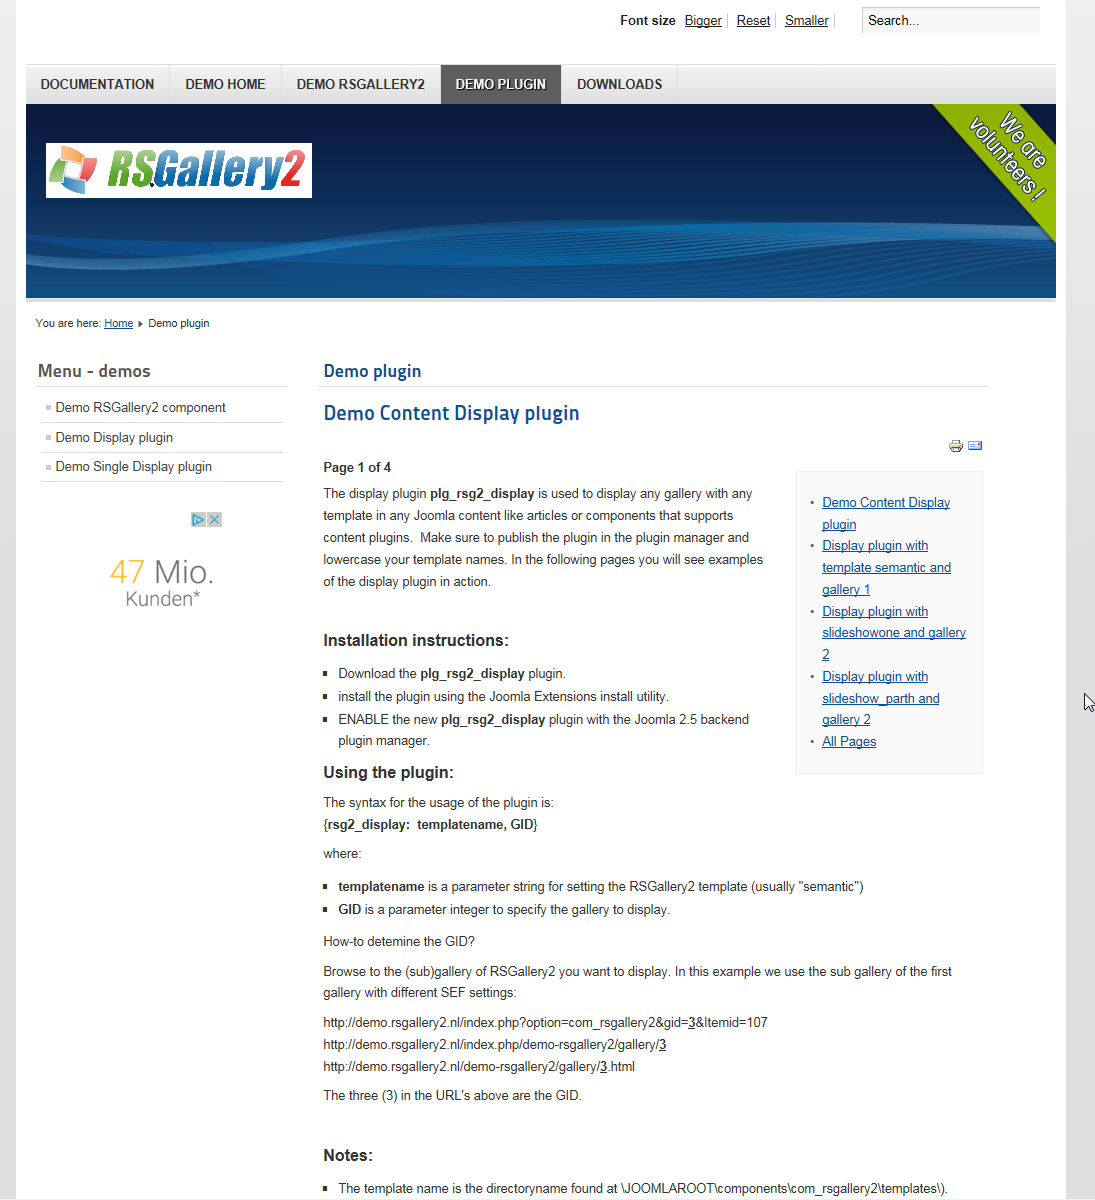 Font size Bigger Reset Smaller Search...
DOCUMENTATION DEMO HOME DEMO RSGALLERY2 DEMO PLUGIN DOWNLOADS
RSGallery2
We are
volunteers !
You are here: Home Demo plugin
Menu - demos
Demo RSGallery2 component
Demo Display plugin
Demo Single Display plugin
47 Mio.
Kunden*
Demo plugin
Demo Content Display plugin
Page 1 of 4
The display plugin plg_rsg2_display is used to display any gallery with any
template in any Joomla content like articles or components that supports
content plugins.  Make sure to publish the plugin in the plugin manager and
lowercase your template names. In the following pages you will see examples
of the display plugin in action.
Demo Content Display
plugin
Display plugin with
template semantic and
gallery 1
Display plugin with
slideshowone and gallery
2
Display plugin with
slideshow_parth and
gallery 2
All Pages
Installation instructions:
Download the plg_rsg2_display plugin.
install the plugin using the Joomla Extensions install utility.
ENABLE the new plg_rsg2_display plugin with the Joomla 2.5 backend
plugin manager.
Using the plugin:
The syntax for the usage of the plugin is:
{rsg2_display:  templatename, GID}
where:
templatename is a parameter string for setting the RSGallery2 template (usually "semantic")
GID is a parameter integer to specify the gallery to display.
How-to detemine the GID?
Browse to the (sub)gallery of RSGallery2 you want to display. In this example we use the sub gallery of the first
gallery with different SEF settings:
http://demo.rsgallery2.nl/index.php?option=com_rsgallery2&gid=3&Itemid=107
http://demo.rsgallery2.nl/index.php/demo-rsgallery2/gallery/3
http://demo.rsgallery2.nl/demo-rsgallery2/gallery/3.html
The three (3) in the URL's above are the GID.
Notes:
The template name is the directoryname found at \JOOMLAROOT\components\com_rsgallery2\templates\).